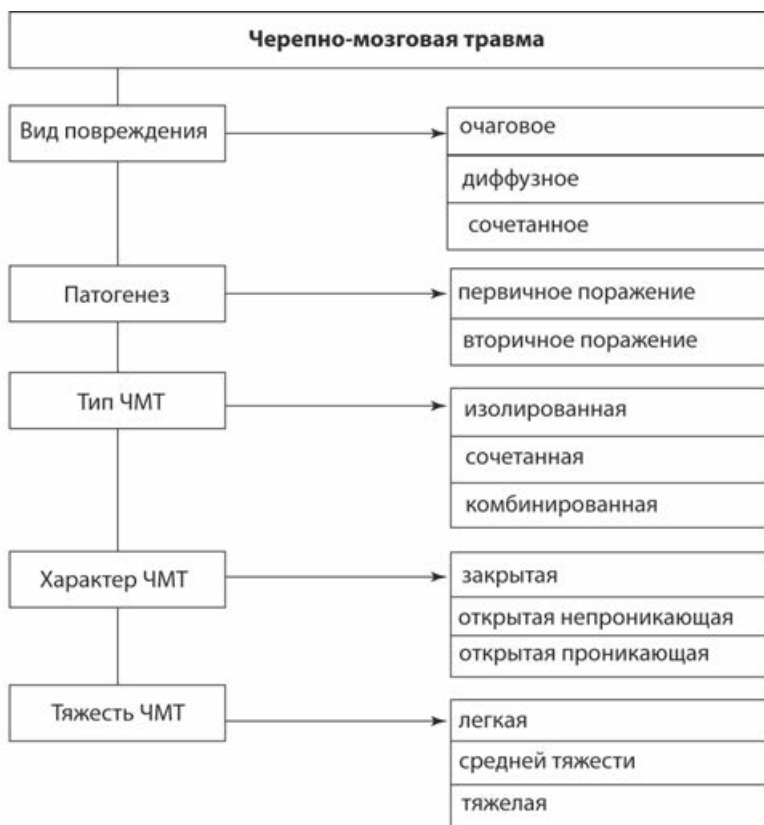 Черепно-мозговая травма
Вид повреждения
очаговое
диффузное
сочетанное
Патогенез
первичное поражение
вторичное поражение
Тип ЧМТ
изолированная
сочетанная
комбинированная
Характер ЧМТ
закрытая
открытая непроникающая
открытая проникающая
Тяжесть ЧМТ
легкая
средней тяжести
тяжелая